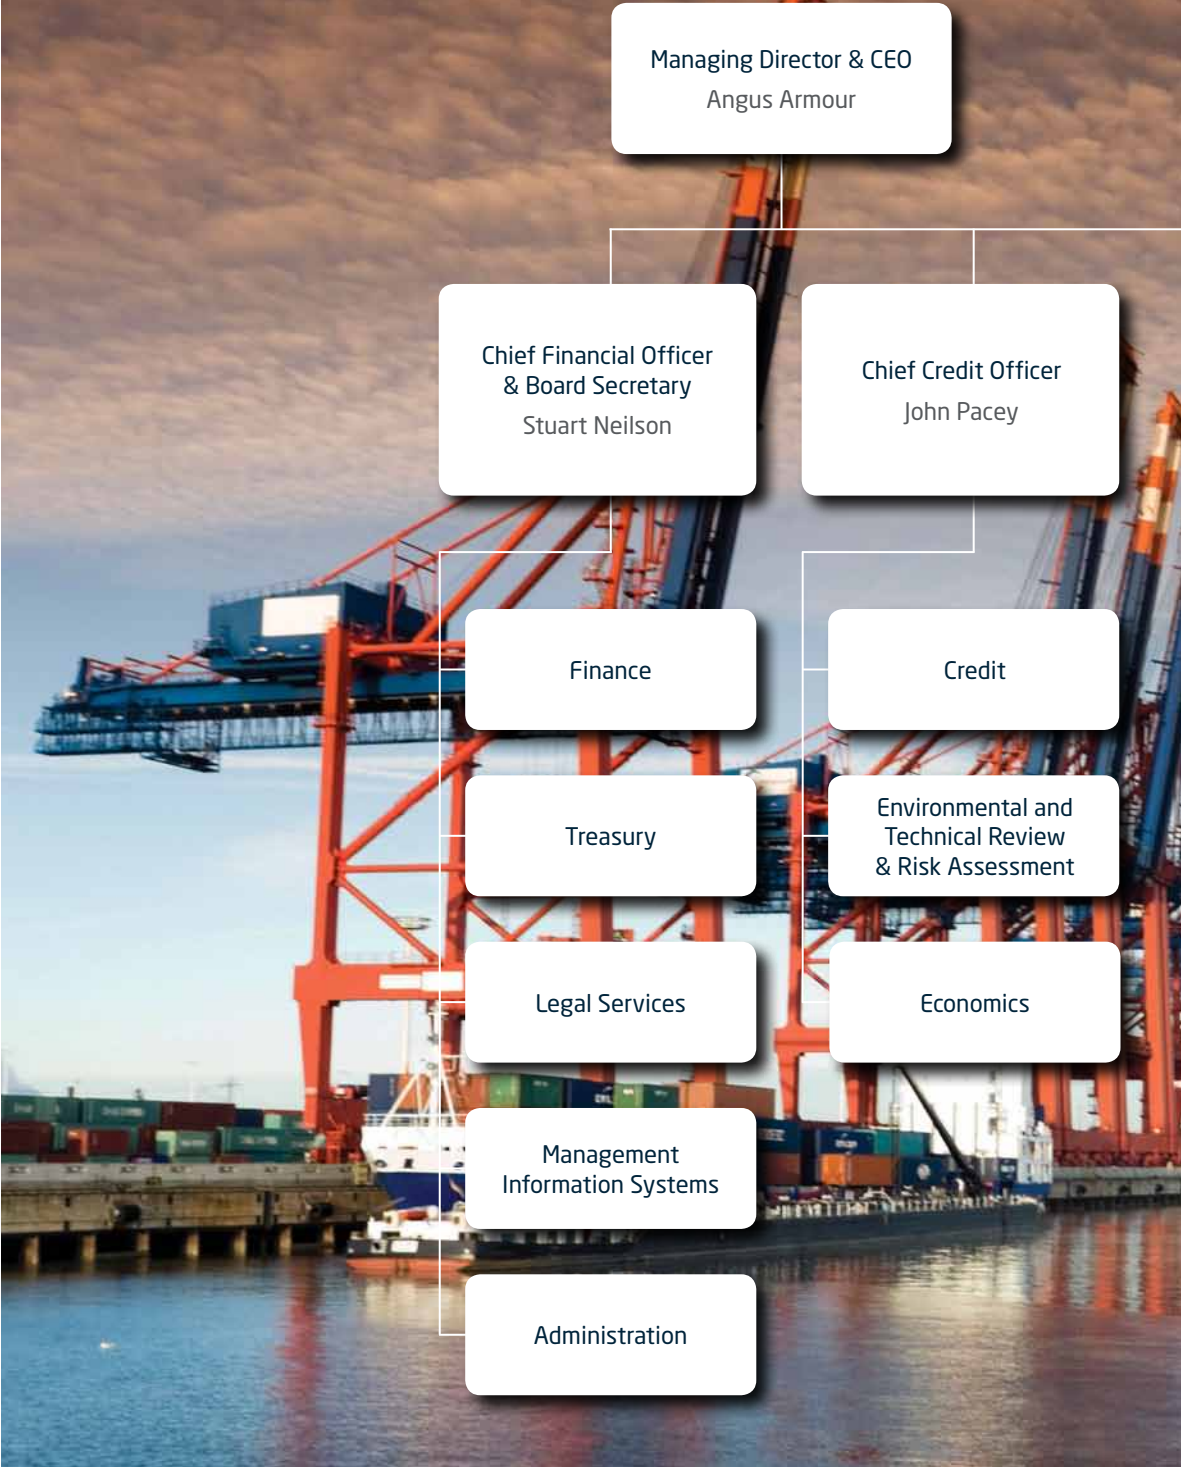 Managing Director & CEO
Angus Armour
Chief Financial Officer
& Board Secretary
Stuart Neilson
Chief Credit Officer
John Pacey
Finance
Treasury
Legal Services
Management
Information Systems
Administration
Credit
Environmental and
Technical Review
& Risk Assessment
Economics